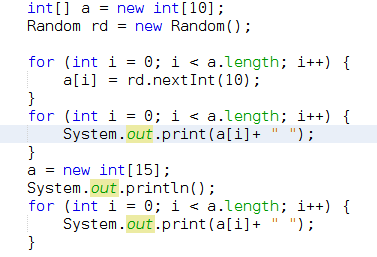 int[] a = new int[10];
Random rd = new Random();
for (int i = 0; i < a.length; i++) {
a[i] = rd.nextInt(10);
}
for (int i = 0; i < a.length; i++) {
System.out.print(a[i]+ " ");
}
a = new int[15];
System.out.println();
for (int i = 0; i < a.length; i++) {
System.out.print(a[i]+ " ");
}